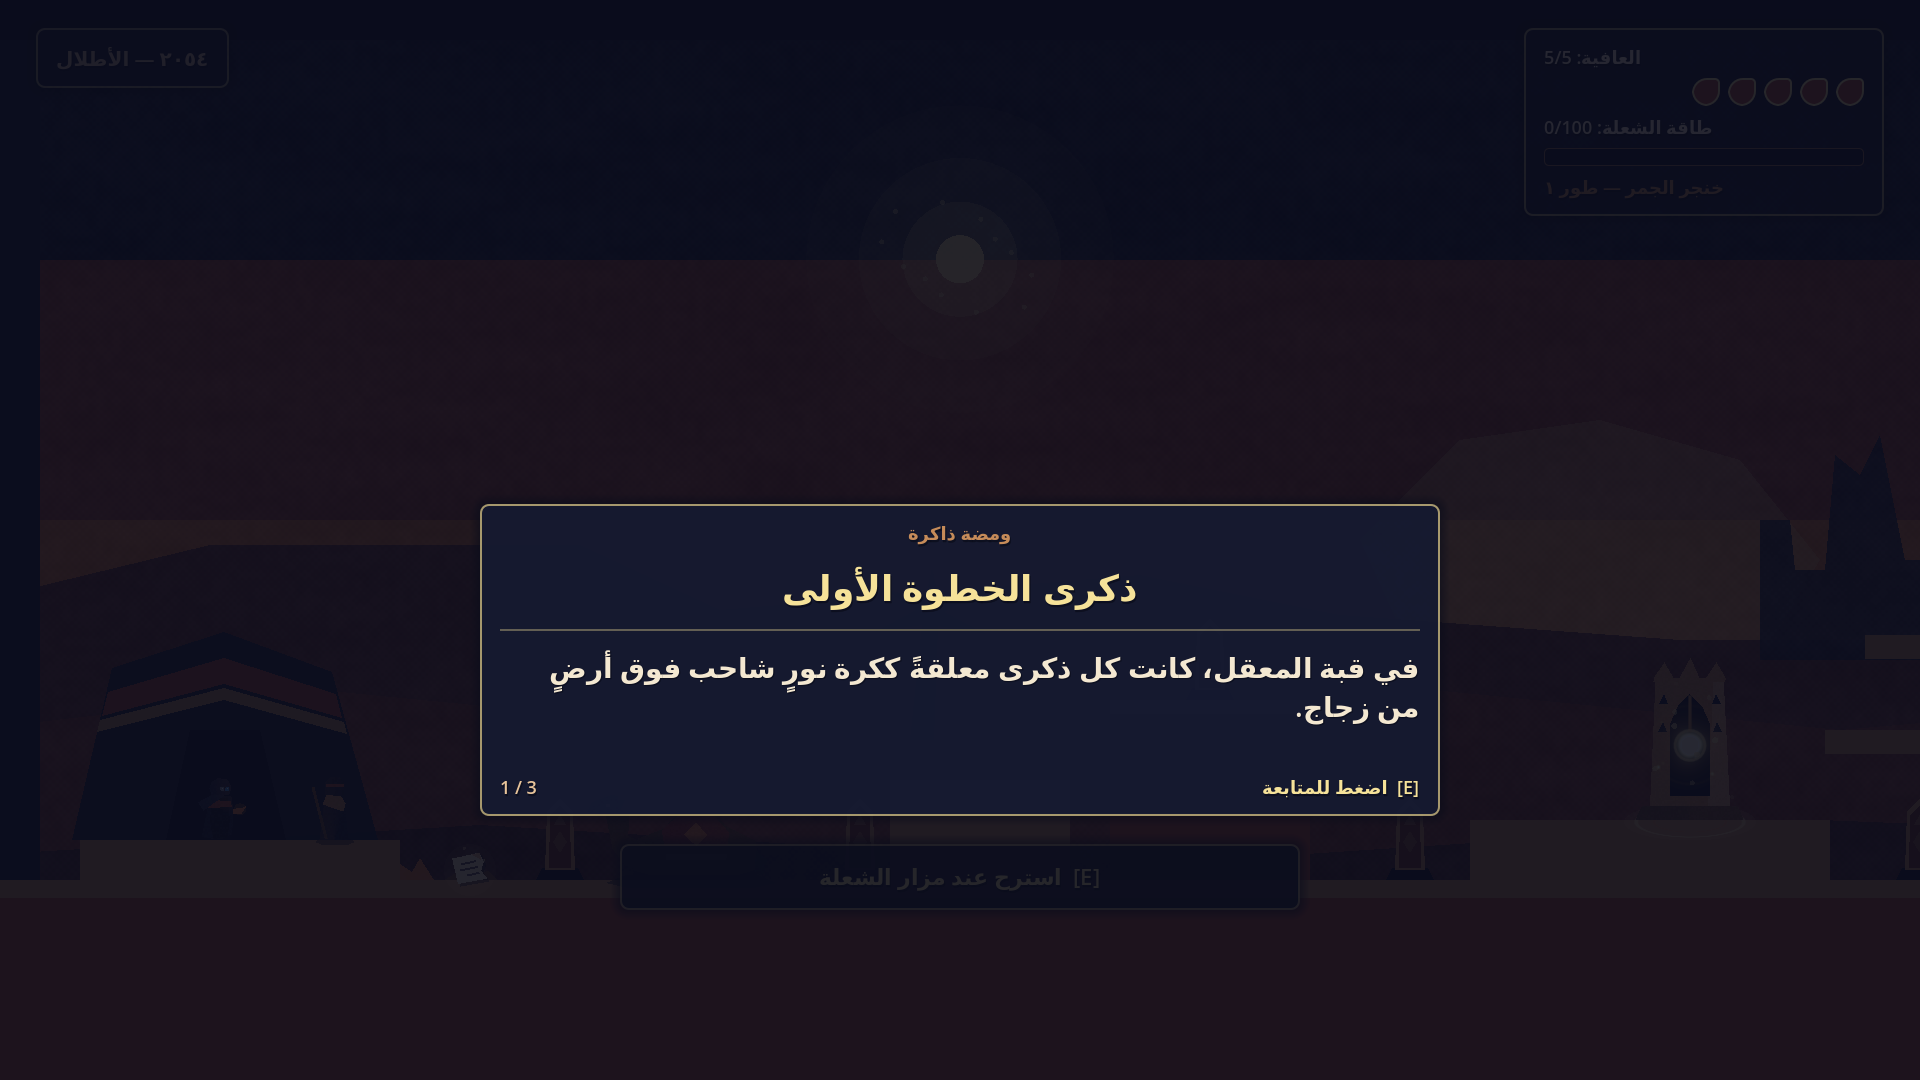 ٢٠٥٤ — الأطلال
العافية: 5/5
طاقة الشعلة: 0/100
خنجر الجمر — طور ١
ومضة ذاكرة
ذكرى الخطوة الأولى
في قبة المعقل، كانت كل ذكرى معلقةً ككرة نورٍ شاحب فوق أرضٍ
من زجاج.
[E] اضغط للمتابعة
1 / 3
[E] استرح عند مزار الشعلة